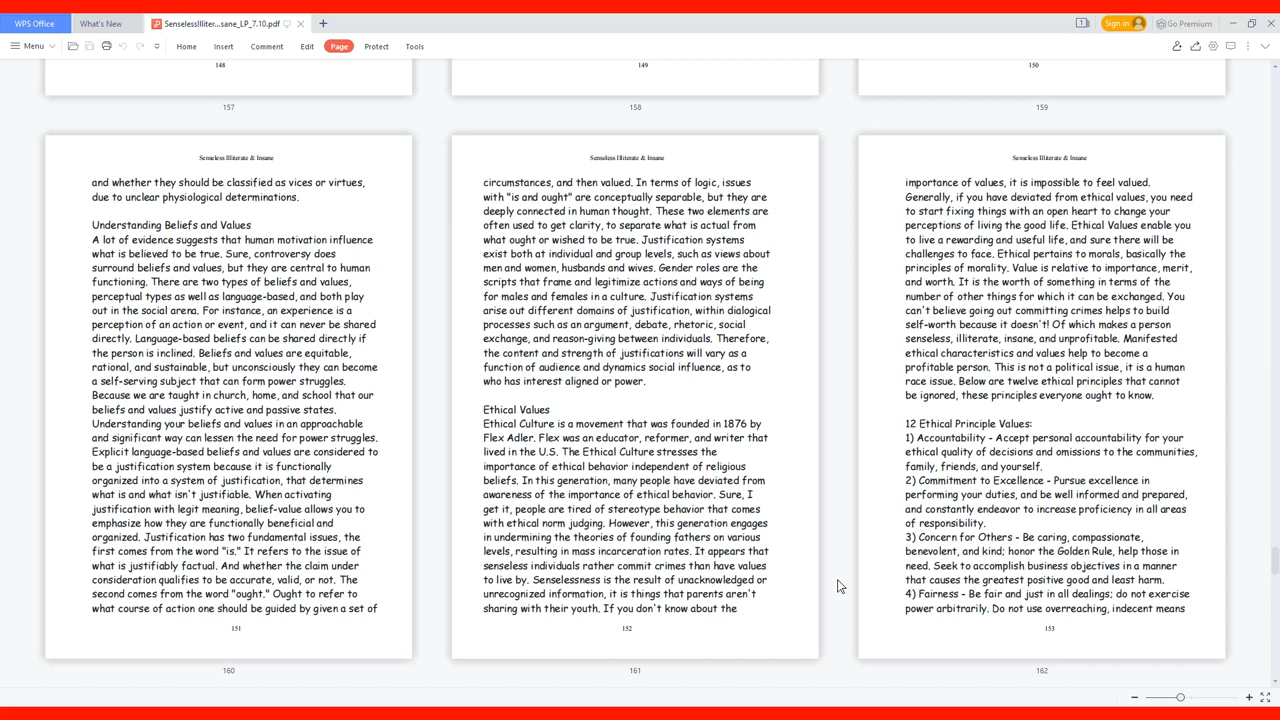 WPS Office
What's New
SenselessIlliter...sane_LP_7.10.pdf
Sign in
Go Premium
Menu
Home
Insert
Comment
Edit
Page
Protect
Tools
148
149
150
157
158
159
Senseless Illiterate & Insane
and whether they should be classified as vices or virtues,
due to unclear physiological determinations.
Understanding Beliefs and Values
A lot of evidence suggests that human motivation influence
what is believed to be true. Sure, controversy does
surround beliefs and values, but they are central to human
functioning. There are two types of beliefs and values,
perceptual types as well as language-based, and both play
out in the social arena. For instance, an experience is a
perception of an action or event, and it can never be shared
directly. Language-based beliefs can be shared directly if
the person is inclined. Beliefs and values are equitable,
rational, and sustainable, but unconsciously they can become
a self-serving subject that can form power struggles.
Because we are taught in church, home, and school that our
beliefs and values justify active and passive states.
Understanding your beliefs and values in an approachable
and significant way can lessen the need for power struggles.
Explicit language-based beliefs and values are considered to
be a justification system because it is functionally
organized into a system of justification, that determines
what is and what isn't justifiable. When activating
justification with legit meaning, belief-value allows you to
emphasize how they are functionally beneficial and
organized. Justification has two fundamental issues, the
first comes from the word "is." It refers to the issue of
what is justifiably factual. And whether the claim under
consideration qualifies to be accurate, valid, or not. The
second comes from the word "ought." Ought to refer to
what course of action one should be guided by given a set of
151
160
Senseless Illiterate & Insane
circumstances, and then valued. In terms of logic, issues
with "is and ought" are conceptually separable, but they are
deeply connected in human thought. These two elements are
often used to get clarity, to separate what is actual from
what ought or wished to be true. Justification systems
exist both at individual and group levels, such as views about
men and women, husbands and wives. Gender roles are the
scripts that frame and legitimize actions and ways of being
for males and females in a culture. Justification systems
arise out different domains of justification, within dialogical
processes such as an argument, debate, rhetoric, social
exchange, and reason-giving between individuals. Therefore,
the content and strength of justifications will vary as a
function of audience and dynamics social influence, as to
who has interest aligned or power.
Ethical Values
Ethical Culture is a movement that was founded in 1876 by
Flex Adler. Flex was an educator, reformer, and writer that
lived in the U.S. The Ethical Culture stresses the
importance of ethical behavior independent of religious
beliefs. In this generation, many people have deviated from
awareness of the importance of ethical behavior. Sure, I
get it, people are tired of stereotype behavior that comes
with ethical norm judging. However, this generation engages
in undermining the theories of founding fathers on various
levels, resulting in mass incarceration rates. It appears that
senseless individuals rather commit crimes than have values
to live by. Senselessness is the result of unacknowledged or
unrecognized information, it is things that parents aren't
sharing with their youth. If you don't know about the
152
161
Senseless Illiterate & Insane
importance of values, it is impossible to feel valued.
Generally, if you have deviated from ethical values, you need
to start fixing things with an open heart to change your
perceptions of living the good life. Ethical Values enable you
to live a rewarding and useful life, and sure there will be
challenges to face. Ethical pertains to morals, basically the
principles of morality. Value is relative to importance, merit,
and worth. It is the worth of something in terms of the
number of other things for which it can be exchanged. You
can't believe going out committing crimes helps to build
self-worth because it doesn't! Of which makes a person
senseless, illiterate, insane, and unprofitable. Manifested
ethical characteristics and values help to become a
profitable person. This is not a political issue, it is a human
race issue. Below are twelve ethical principles that cannot
be ignored, these principles everyone ought to know.
12 Ethical Principle Values:
1) Accountability - Accept personal accountability for your
ethical quality of decisions and omissions to the communities,
family, friends, and yourself.
2) Commitment to Excellence - Pursue excellence in
performing your duties, and be well informed and prepared,
and constantly endeavor to increase proficiency in all areas
of responsibility.
3) Concern for Others - Be caring, compassionate,
benevolent, and kind; honor the Golden Rule, help those in
need. Seek to accomplish business objectives in a manner
that causes the greatest positive good and least harm.
4) Fairness - Be fair and just in all dealings; do not exercise
power arbitrarily. Do not use overreaching, indecent means
153
162